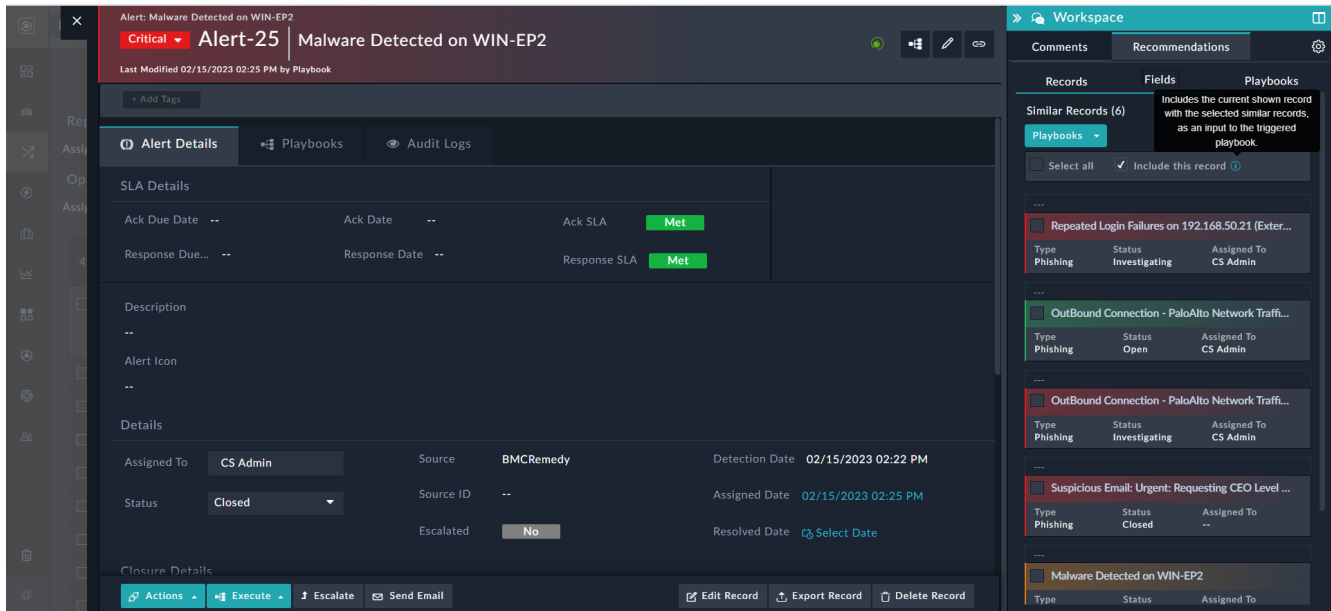 Alert: Malware Detected on WIN-EP2
Critical Alert-25 Malware Detected on WIN-EP2
Last Modified 02/15/2023 02:25 PM by Playbook
+ Add Tags
Alert Details Playbooks Audit Logs
SLA Details
Ack Due Date -- Ack Date -- Ack SLA Met
Response Due... -- Response Date -- Response SLA Met
Description
--
Alert Icon
--
Details
Assigned To CS Admin Source BMCRemedy Detection Date 02/15/2023 02:22 PM
Status Closed Source ID -- Assigned Date 02/15/2023 02:25 PM
Escalated No Resolved Date Select Date
Closure Details
Actions Execute Escalate Send Email Edit Record Export Record Delete Record
Workspace
Comments Recommendations
Records Fields Playbooks
Similar Records (6)
Includes the current shown record
with the selected similar records,
as an input to the triggered
playbook.
Playbooks
Select all Include this record
---
Repeated Login Failures on 192.168.50.21 (Exter...
Type Status Assigned To
Phishing Investigating CS Admin
---
OutBound Connection - PaloAlto Network Traffi...
Type Status Assigned To
Phishing Open CS Admin
---
OutBound Connection - PaloAlto Network Traffi...
Type Status Assigned To
Phishing Investigating CS Admin
---
Suspicious Email: Urgent: Requesting CEO Level ...
Type Status Assigned To
Phishing Closed --
---
Malware Detected on WIN-EP2
Type Status Assigned To